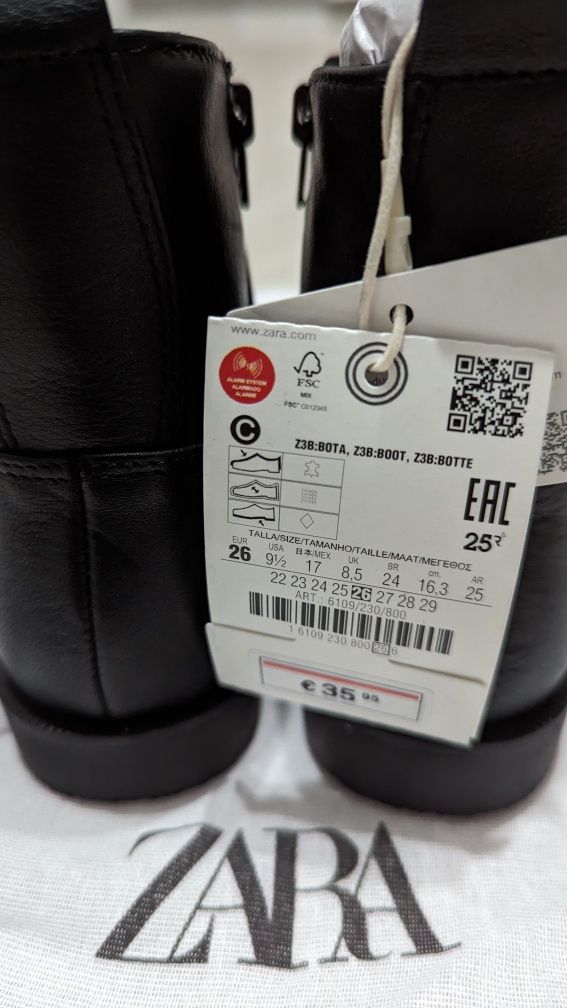 www.zara.com
ALARM SYSTEM
ALARMADO
ALARME
FSC
MIX
FSC™ C012345
C
Z3B:BOTA, Z3B:BOOT, Z3B:BOTTE
EAC
25
TALLA/SIZE/TAMANHO/TAILLE/MAAT/ΜΕΓΕΘΟΣ
EUR USA 日本/MEX UK BR cm. AR
26 9½ 17 8,5 24 16,3 25
22 23 24 25 26 27 28 29
ART.: 6109/230/800
1 6109 230 800 26 6
€ 35 95
ZARA